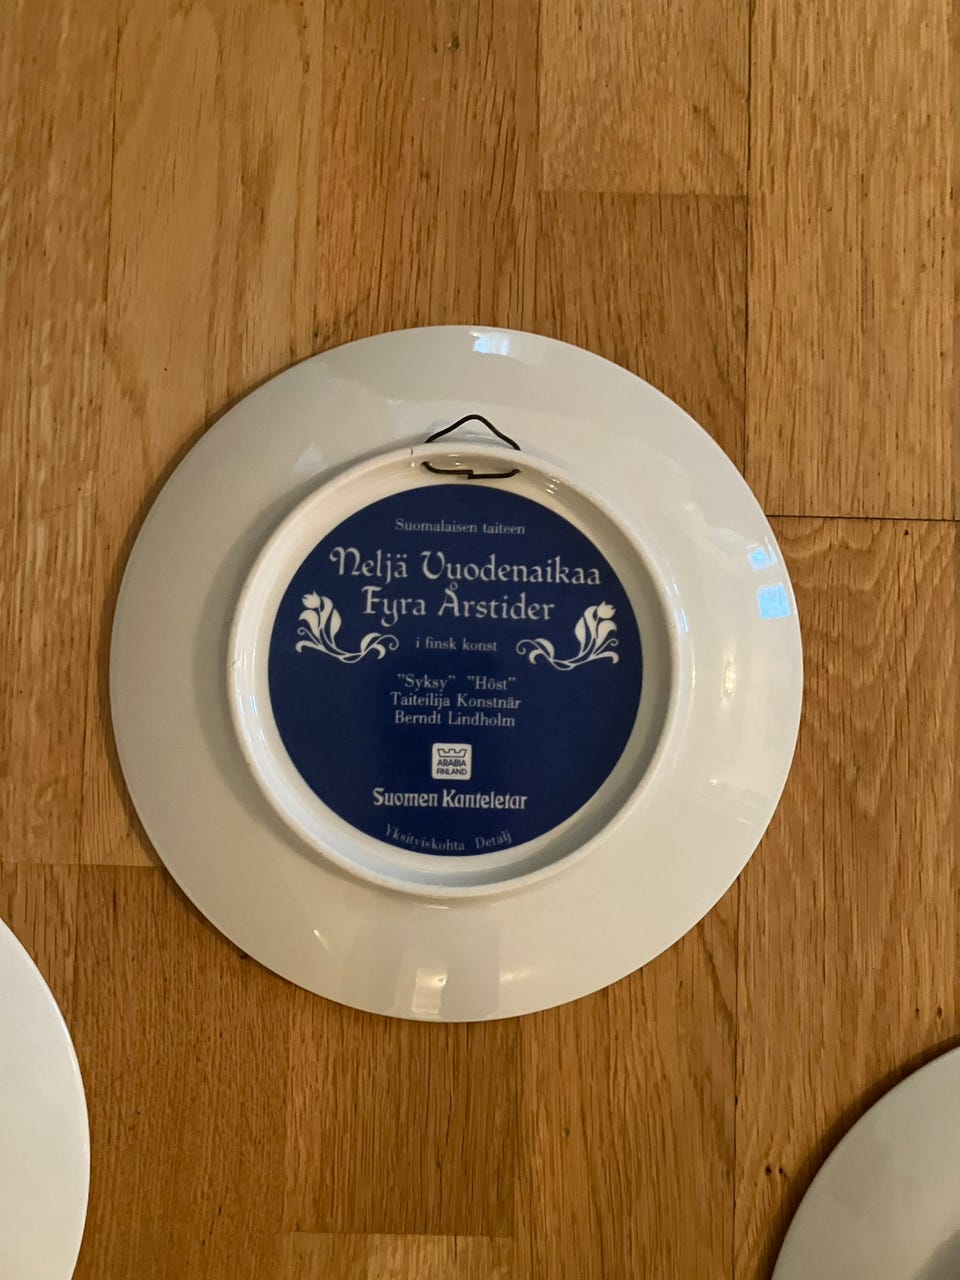 Suomalaisen taiteen
Neljä Vuodenaikaa
Fyra Årstider
i finsk konst
"Syksy" "Höst"
Taiteilija Konstnär
Berndt Lindholm
ARABIA
FINLAND
Suomen Kanteletar
Yksityiskohta Detalj